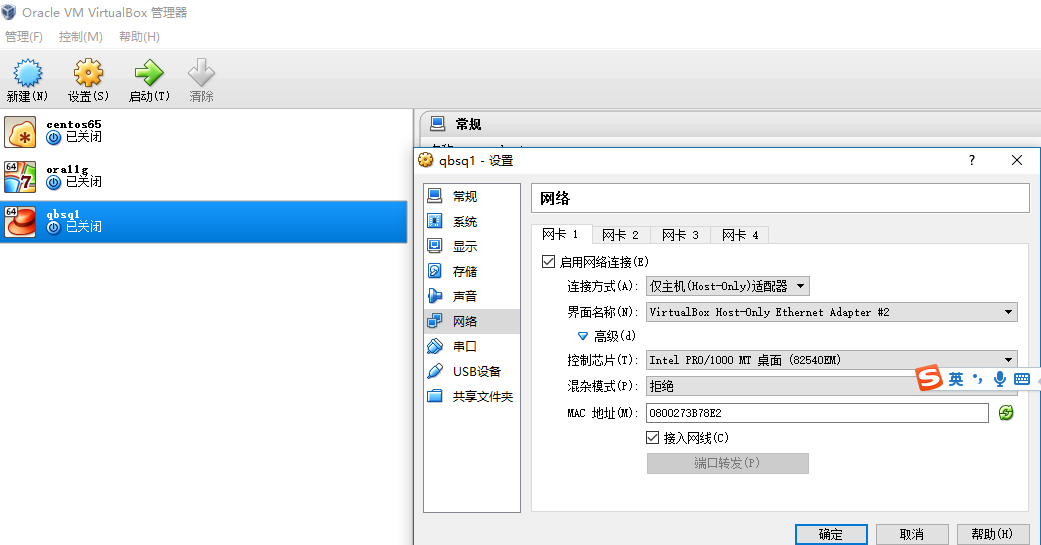 Oracle VM VirtualBox 管理器
管理(F) 控制(M) 帮助(H)
新建(N) 设置(S) 启动(T) 清除
centos65
已关闭
64
ora11g
已关闭
64
qbsq1
已关闭
常规
qbsq1 - 设置 ?
常规
系统
显示
存储
声音
网络
串口
USB设备
共享文件夹
网络
网卡 1 网卡 2 网卡 3 网卡 4
启用网络连接(E)
连接方式(A): 仅主机(Host-Only)适配器
界面名称(N): VirtualBox Host-Only Ethernet Adapter #2
高级(d)
控制芯片(T): Intel PRO/1000 MT 桌面 (82540EM)
混杂模式(P): 拒绝
英
MAC 地址(M): 0800273B78E2
接入网线(C)
端口转发(P)
确定 取消 帮助(H)